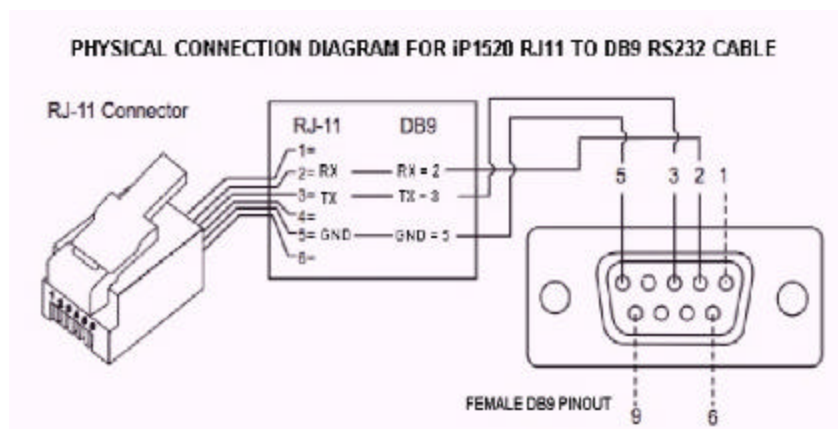 PHYSICAL CONNECTION DIAGRAM FOR iP1520 RJ11 TO DB9 RS232 CABLE
RJ-11 Connector
RJ-11 DB9
1=
2= RX RX = 2
3= TX TX - 3
4=
5= GND GND = 5
6=
5 3 2 1
FEMALE DB9 PINOUT
9 6